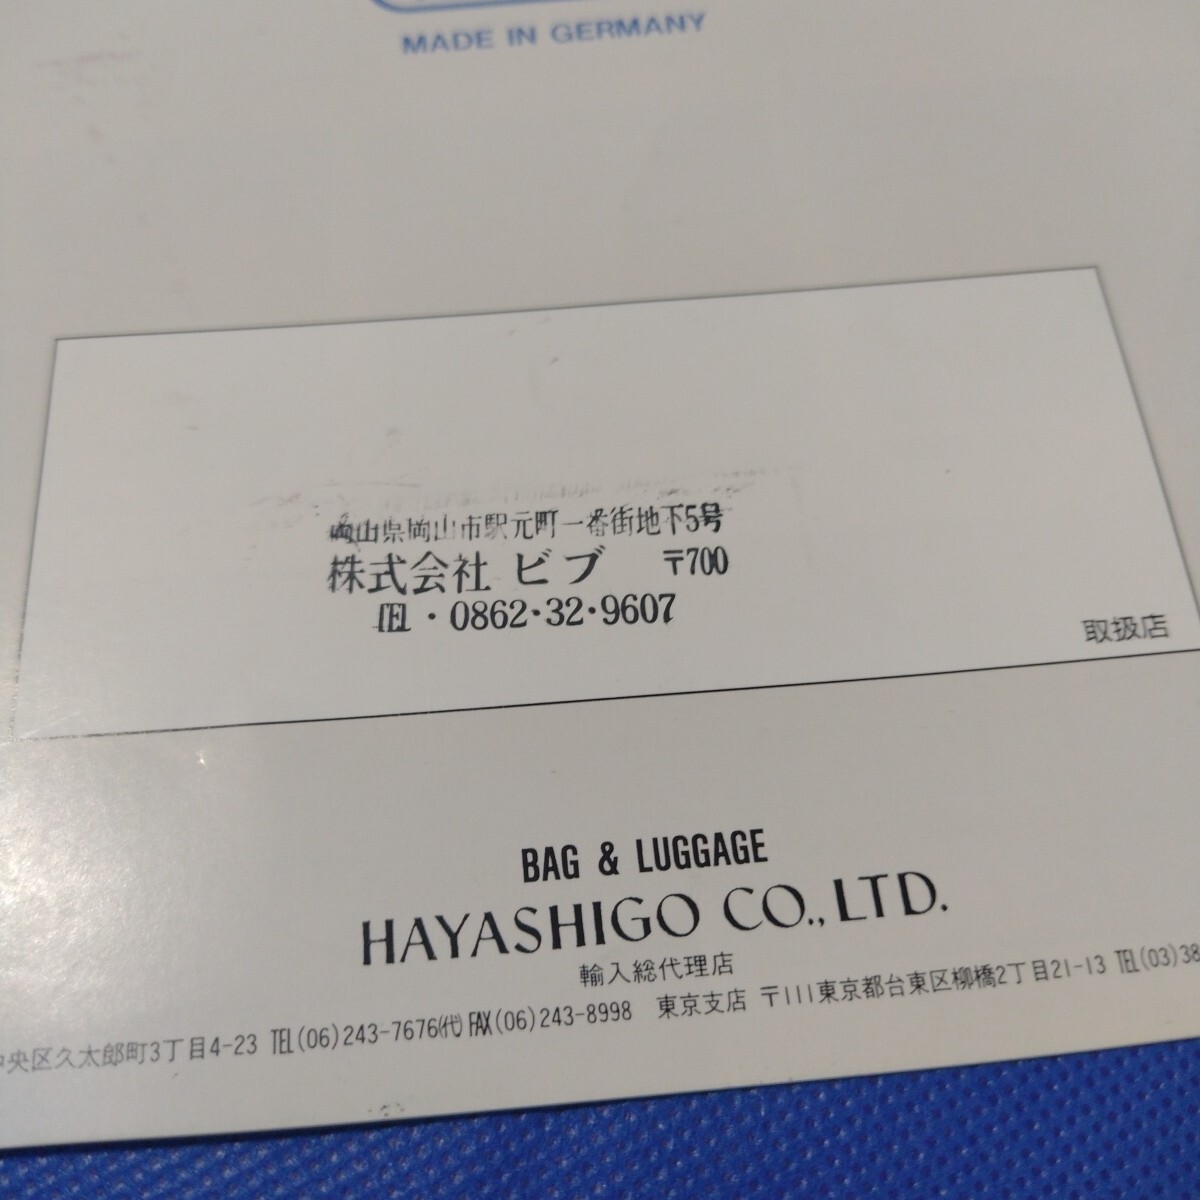 MADE IN GERMANY
岡山県岡山市駅元町一番街地下5号
株式会社 ビブ 〒700
TEL・0862・32・9607
取扱店
BAG & LUGGAGE
HAYASHIGO CO., LTD.
輸入総代理店
中央区久太郎町3丁目4-23 TEL(06)243-7676(代) FAX(06)243-8998 東京支店 〒111東京都台東区柳橋2丁目21-13 TEL(03)38